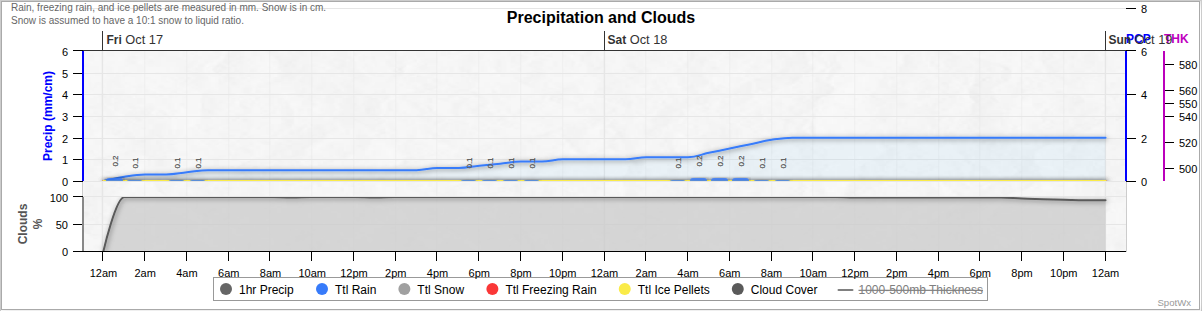 Rain, freezing rain, and ice pellets are measured in mm. Snow is in cm.
Snow is assumed to have a 10:1 snow to liquid ratio.
Precipitation and Clouds
Fri Oct 17
Sat Oct 18
Sun Oct 19
PCP
THK
Precip (mm/cm)
6
5
4
3
2
1
0
0.2
0.1
0.1
0.1
0.1
0.1
0.1
0.1
0.1
0.2
0.2
0.2
0.1
0.1
8
6
4
2
0
580
560
550
540
520
500
Clouds
%
100
50
0
12am 2am 4am 6am 8am 10am 12pm 2pm 4pm 6pm 8pm 10pm 12am 2am 4am 6am 8am 10am 12pm 2pm 4pm 6pm 8pm 10pm 12am
1hr Precip Ttl Rain Ttl Snow Ttl Freezing Rain Ttl Ice Pellets Cloud Cover 1000-500mb Thickness
SpotWx